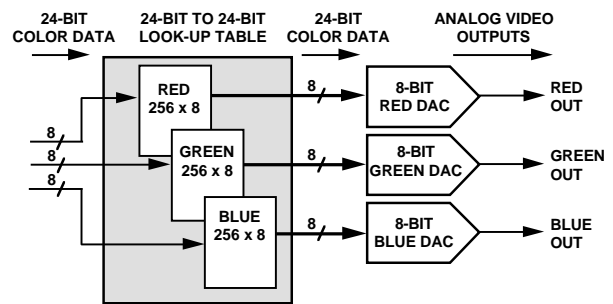 24-BIT
COLOR DATA
24-BIT TO 24-BIT
LOOK-UP TABLE
24-BIT
COLOR DATA
ANALOG VIDEO
OUTPUTS
RED
256 x 8
8
8-BIT
RED DAC
RED
OUT
8
8
8
GREEN
256 x 8
8
8-BIT
GREEN DAC
GREEN
OUT
BLUE
256 x 8
8
8-BIT
BLUE DAC
BLUE
OUT